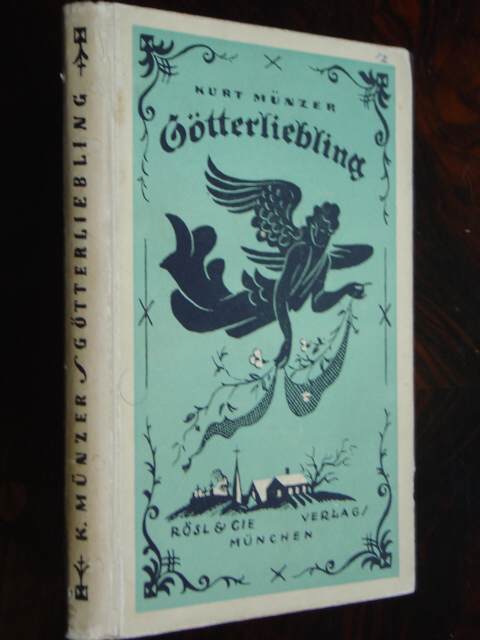 K. MÜNZER / GÖTTERLIEBLING
KURT MÜNZER
Götterliebling
RÖSL & CIE VERLAG/
MÜNCHEN